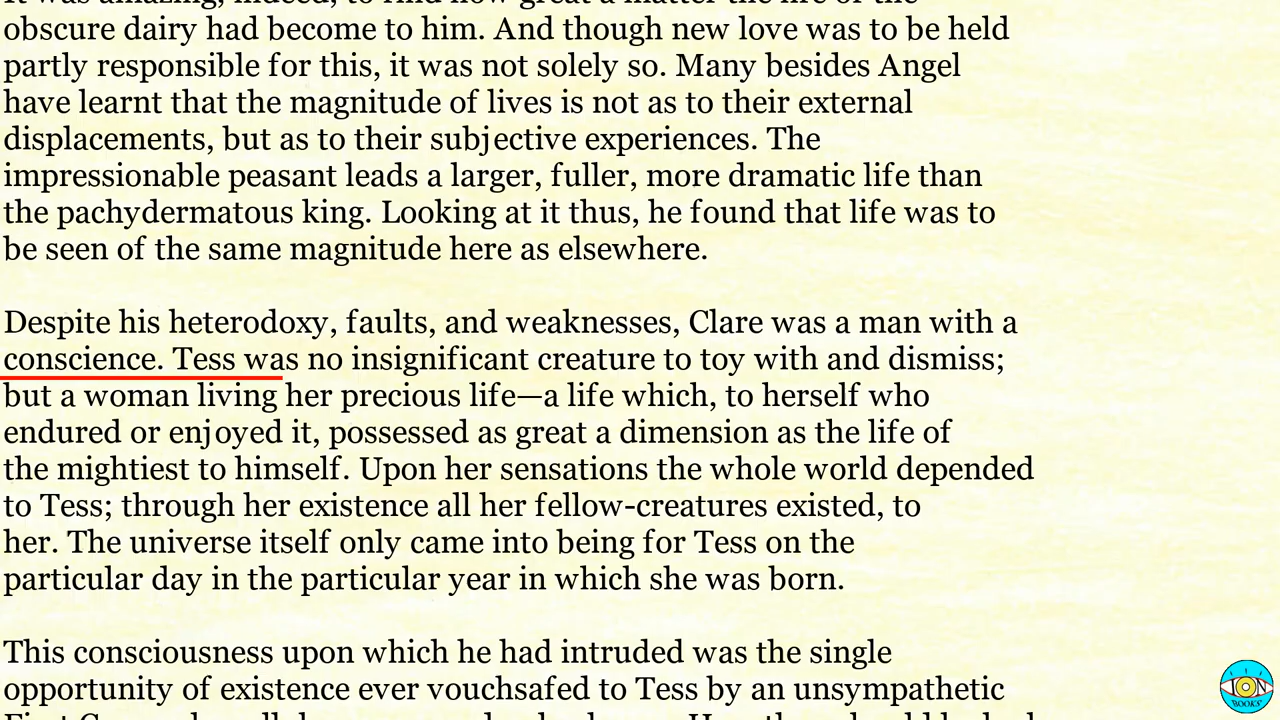 obscure dairy had become to him. And though new love was to be held
partly responsible for this, it was not solely so. Many besides Angel
have learnt that the magnitude of lives is not as to their external
displacements, but as to their subjective experiences. The
impressionable peasant leads a larger, fuller, more dramatic life than
the pachydermatous king. Looking at it thus, he found that life was to
be seen of the same magnitude here as elsewhere.
Despite his heterodoxy, faults, and weaknesses, Clare was a man with a
conscience. Tess was no insignificant creature to toy with and dismiss;
but a woman living her precious life—a life which, to herself who
endured or enjoyed it, possessed as great a dimension as the life of
the mightiest to himself. Upon her sensations the whole world depended
to Tess; through her existence all her fellow-creatures existed, to
her. The universe itself only came into being for Tess on the
particular day in the particular year in which she was born.
This consciousness upon which he had intruded was the single
opportunity of existence ever vouchsafed to Tess by an unsympathetic
ION
BOOKS